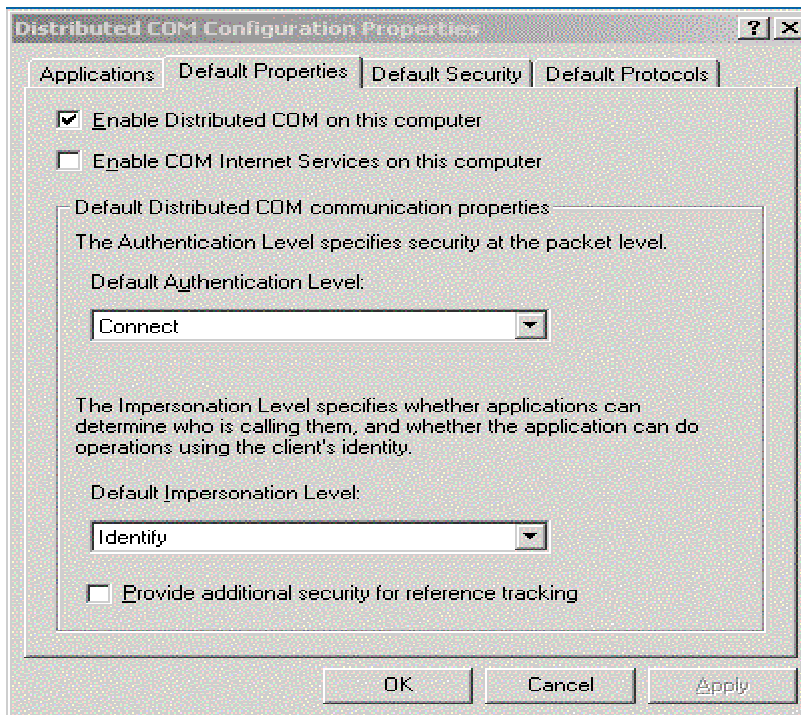 Distributed COM Configuration Properties
Applications Default Properties Default Security Default Protocols
Enable Distributed COM on this computer
Enable COM Internet Services on this computer
Default Distributed COM communication properties
The Authentication Level specifies security at the packet level.
Default Authentication Level:
Connect
The Impersonation Level specifies whether applications can
determine who is calling them, and whether the application can do
operations using the client's identity.
Default Impersonation Level:
Identify
Provide additional security for reference tracking
OK Cancel Apply